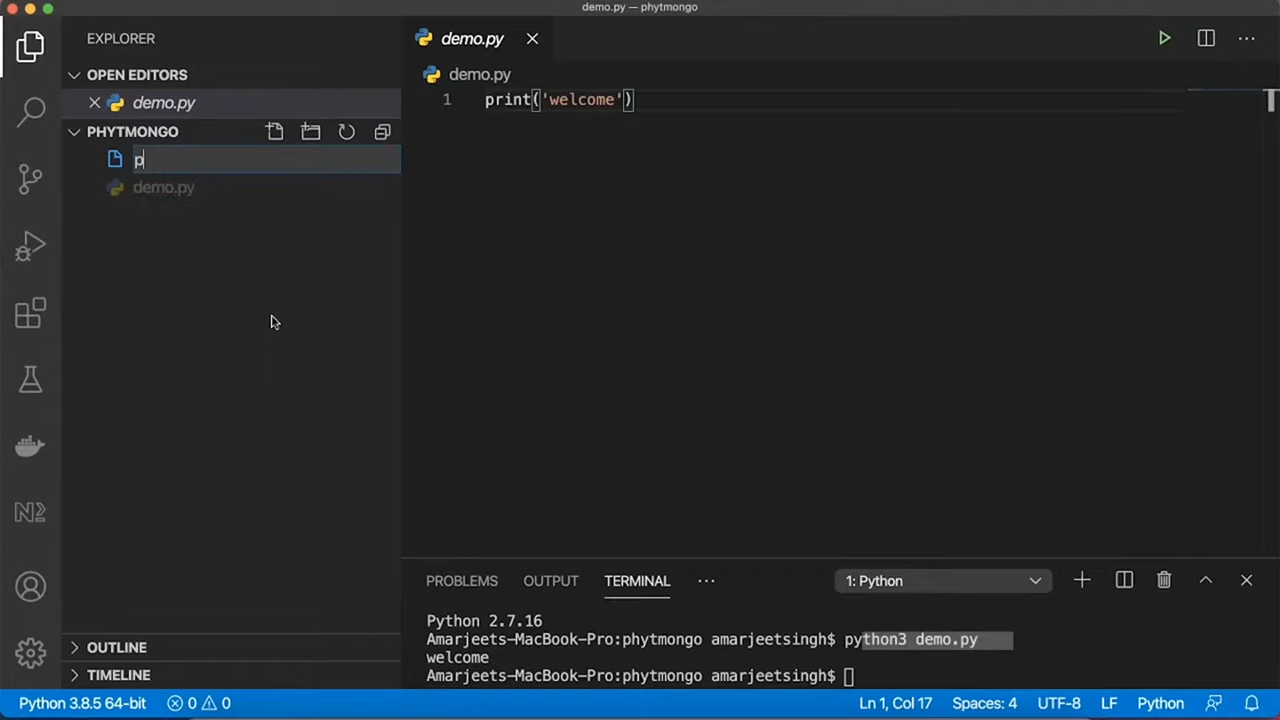 demo.py — phytmongo
EXPLORER
OPEN EDITORS
demo.py
PHYTMONGO
p
demo.py
OUTLINE
TIMELINE
demo.py
demo.py
1 print('welcome')
PROBLEMS OUTPUT TERMINAL ··· 1: Python
Python 2.7.16
Amarjeets-MacBook-Pro:phytmongo amarjeetsingh$ python3 demo.py
welcome
Amarjeets-MacBook-Pro:phytmongo amarjeetsingh$
Python 3.8.5 64-bit 0 0 Ln 1, Col 17 Spaces: 4 UTF-8 LF Python